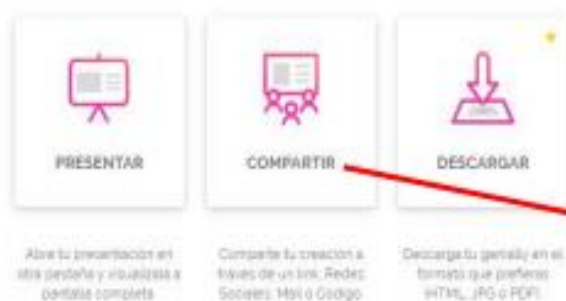 PRESENTAR
COMPARTIR
DESCARGAR
Abre tu presentación en
otra pestaña y visualízala a
pantalla completa
Comparte tu creación a
través de un link, Redes
Sociales, Mail o Código
Descarga tu genially en el
formato que prefieras
(HTML, JPG o PDF)